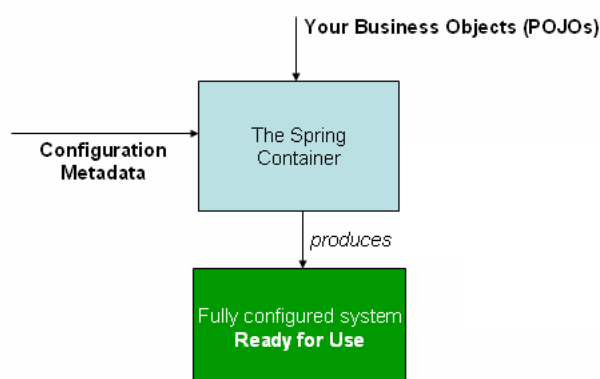 Your Business Objects (POJOs)
The Spring
Container
Configuration
Metadata
produces
Fully configured system
Ready for Use